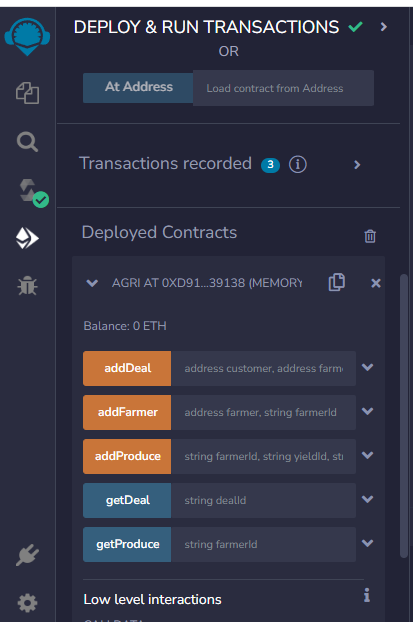 DEPLOY & RUN TRANSACTIONS
OR
At Address Load contract from Address
Transactions recorded 3 i
Deployed Contracts
AGRI AT 0XD91...39138 (MEMORY
Balance: 0 ETH
addDeal address customer, address farm
addFarmer address farmer, string farmerId
addProduce string farmerId, string yieldId, st
getDeal string dealId
getProduce string farmerId
Low level interactions i
CALLDATA